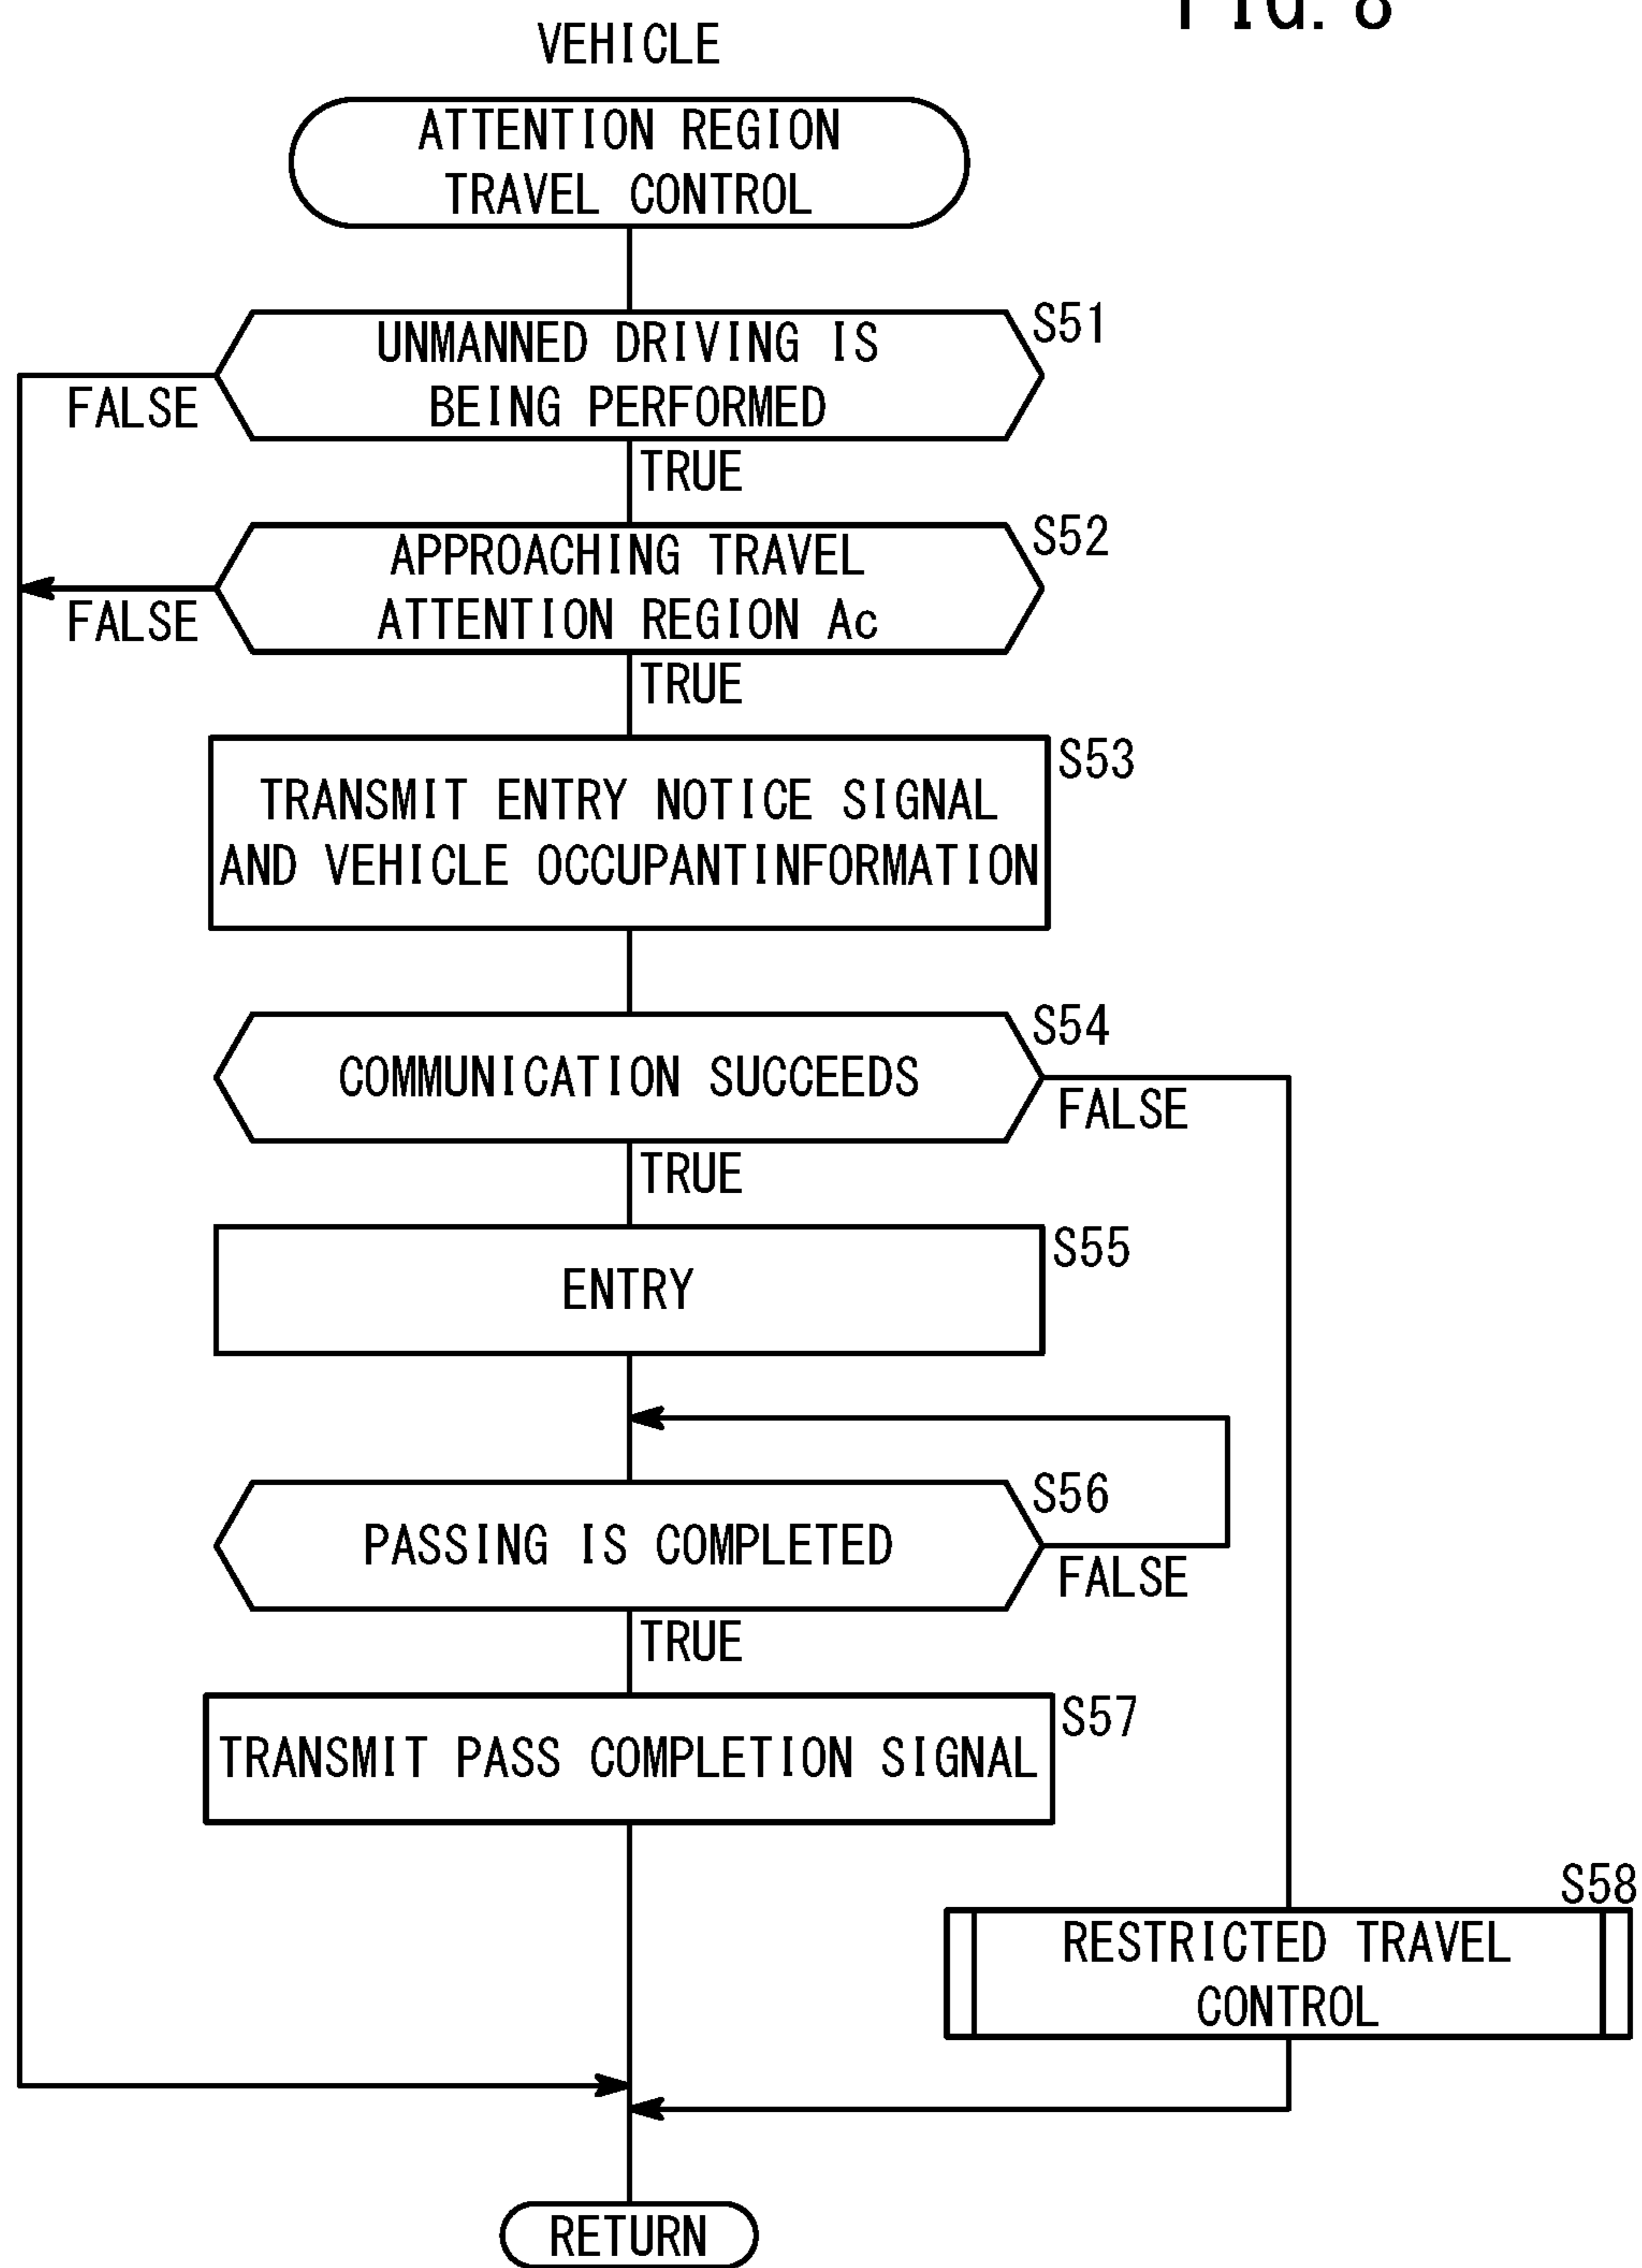 FIG. 8
VEHICLE
ATTENTION REGION
TRAVEL CONTROL
S51
UNMANNED DRIVING IS
BEING PERFORMED
FALSE
TRUE
S52
APPROACHING TRAVEL
ATTENTION REGION Ac
FALSE
TRUE
S53
TRANSMIT ENTRY NOTICE SIGNAL
AND VEHICLE OCCUPANTINFORMATION
S54
COMMUNICATION SUCCEEDS
FALSE
TRUE
S55
ENTRY
S56
PASSING IS COMPLETED
FALSE
TRUE
S57
TRANSMIT PASS COMPLETION SIGNAL
S58
RESTRICTED TRAVEL
CONTROL
RETURN